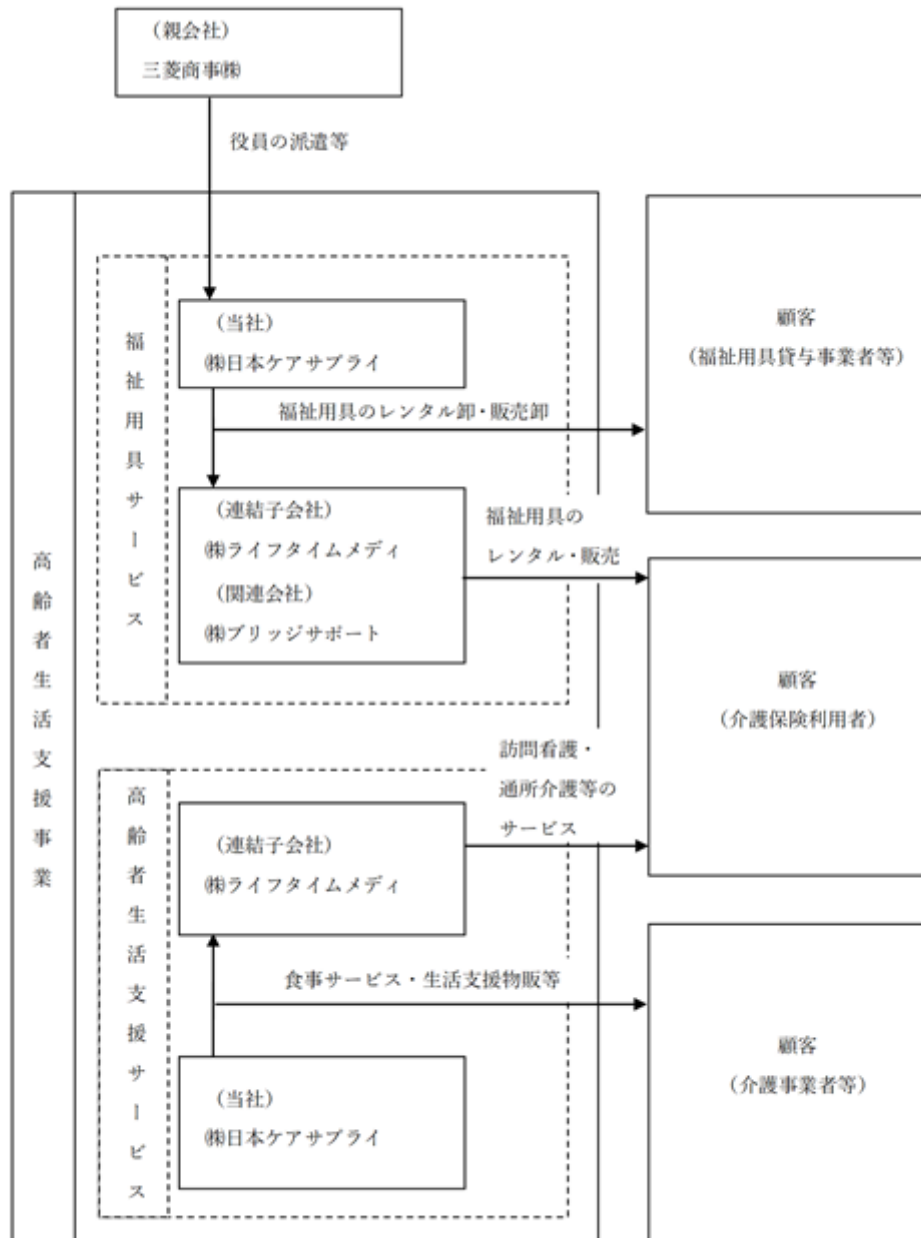 (親会社)
三菱商事㈱
役員の派遣等
高齢者生活支援事業
福祉用具サービス
(当社)
㈱日本ケアサプライ
福祉用具のレンタル卸・販売卸
顧客
(福祉用具貸与事業者等)
(連結子会社)
㈱ライフタイムメディ
(関連会社)
㈱ブリッジサポート
福祉用具の
レンタル・販売
顧客
(介護保険利用者)
高齢者生活支援サービス
訪問看護・
通所介護等の
サービス
(連結子会社)
㈱ライフタイムメディ
食事サービス・生活支援物販等
顧客
(介護事業者等)
(当社)
㈱日本ケアサプライ